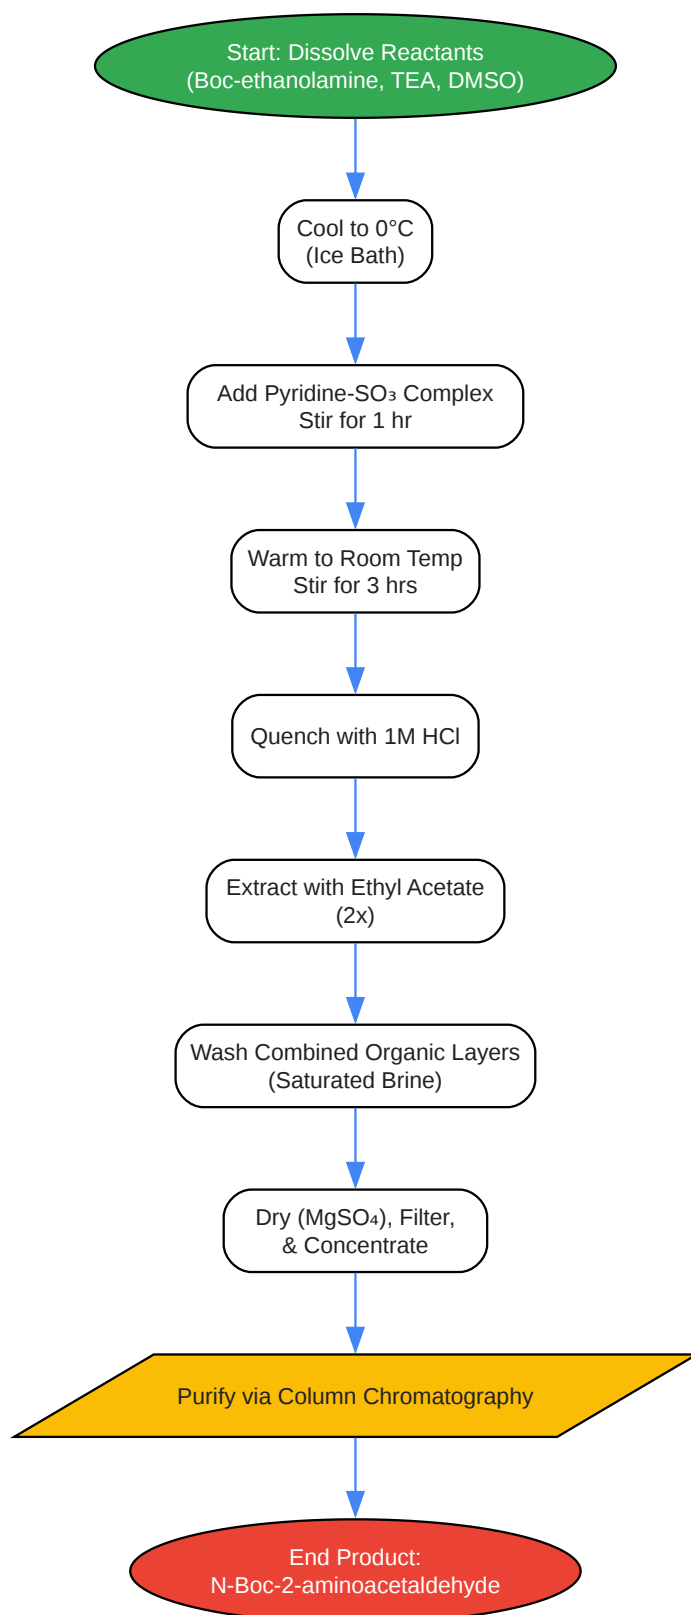 Start: Dissolve Reactants
(Boc-ethanolamine, TEA, DMSO)
Cool to 0°C
(Ice Bath)
Add Pyridine-SO₃ Complex
Stir for 1 hr
Warm to Room Temp
Stir for 3 hrs
Quench with 1M HCl
Extract with Ethyl Acetate
(2x)
Wash Combined Organic Layers
(Saturated Brine)
Dry (MgSO₄), Filter,
& Concentrate
Purify via Column Chromatography
End Product:
N-Boc-2-aminoacetaldehyde